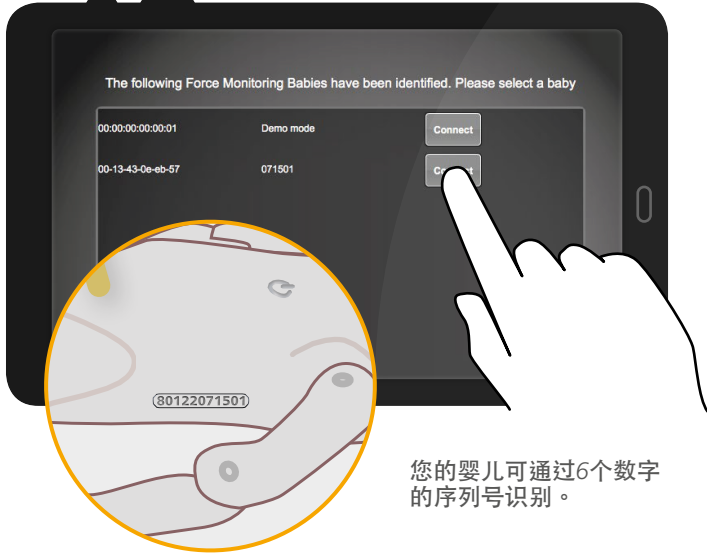 The following Force Monitoring Babies have been identified. Please select a baby
00:00:00:00:00:01 Demo mode Connect
00-13-43-0e-eb-57 071501
80122071501
您的婴儿可通过6个数字
的序列号识别。